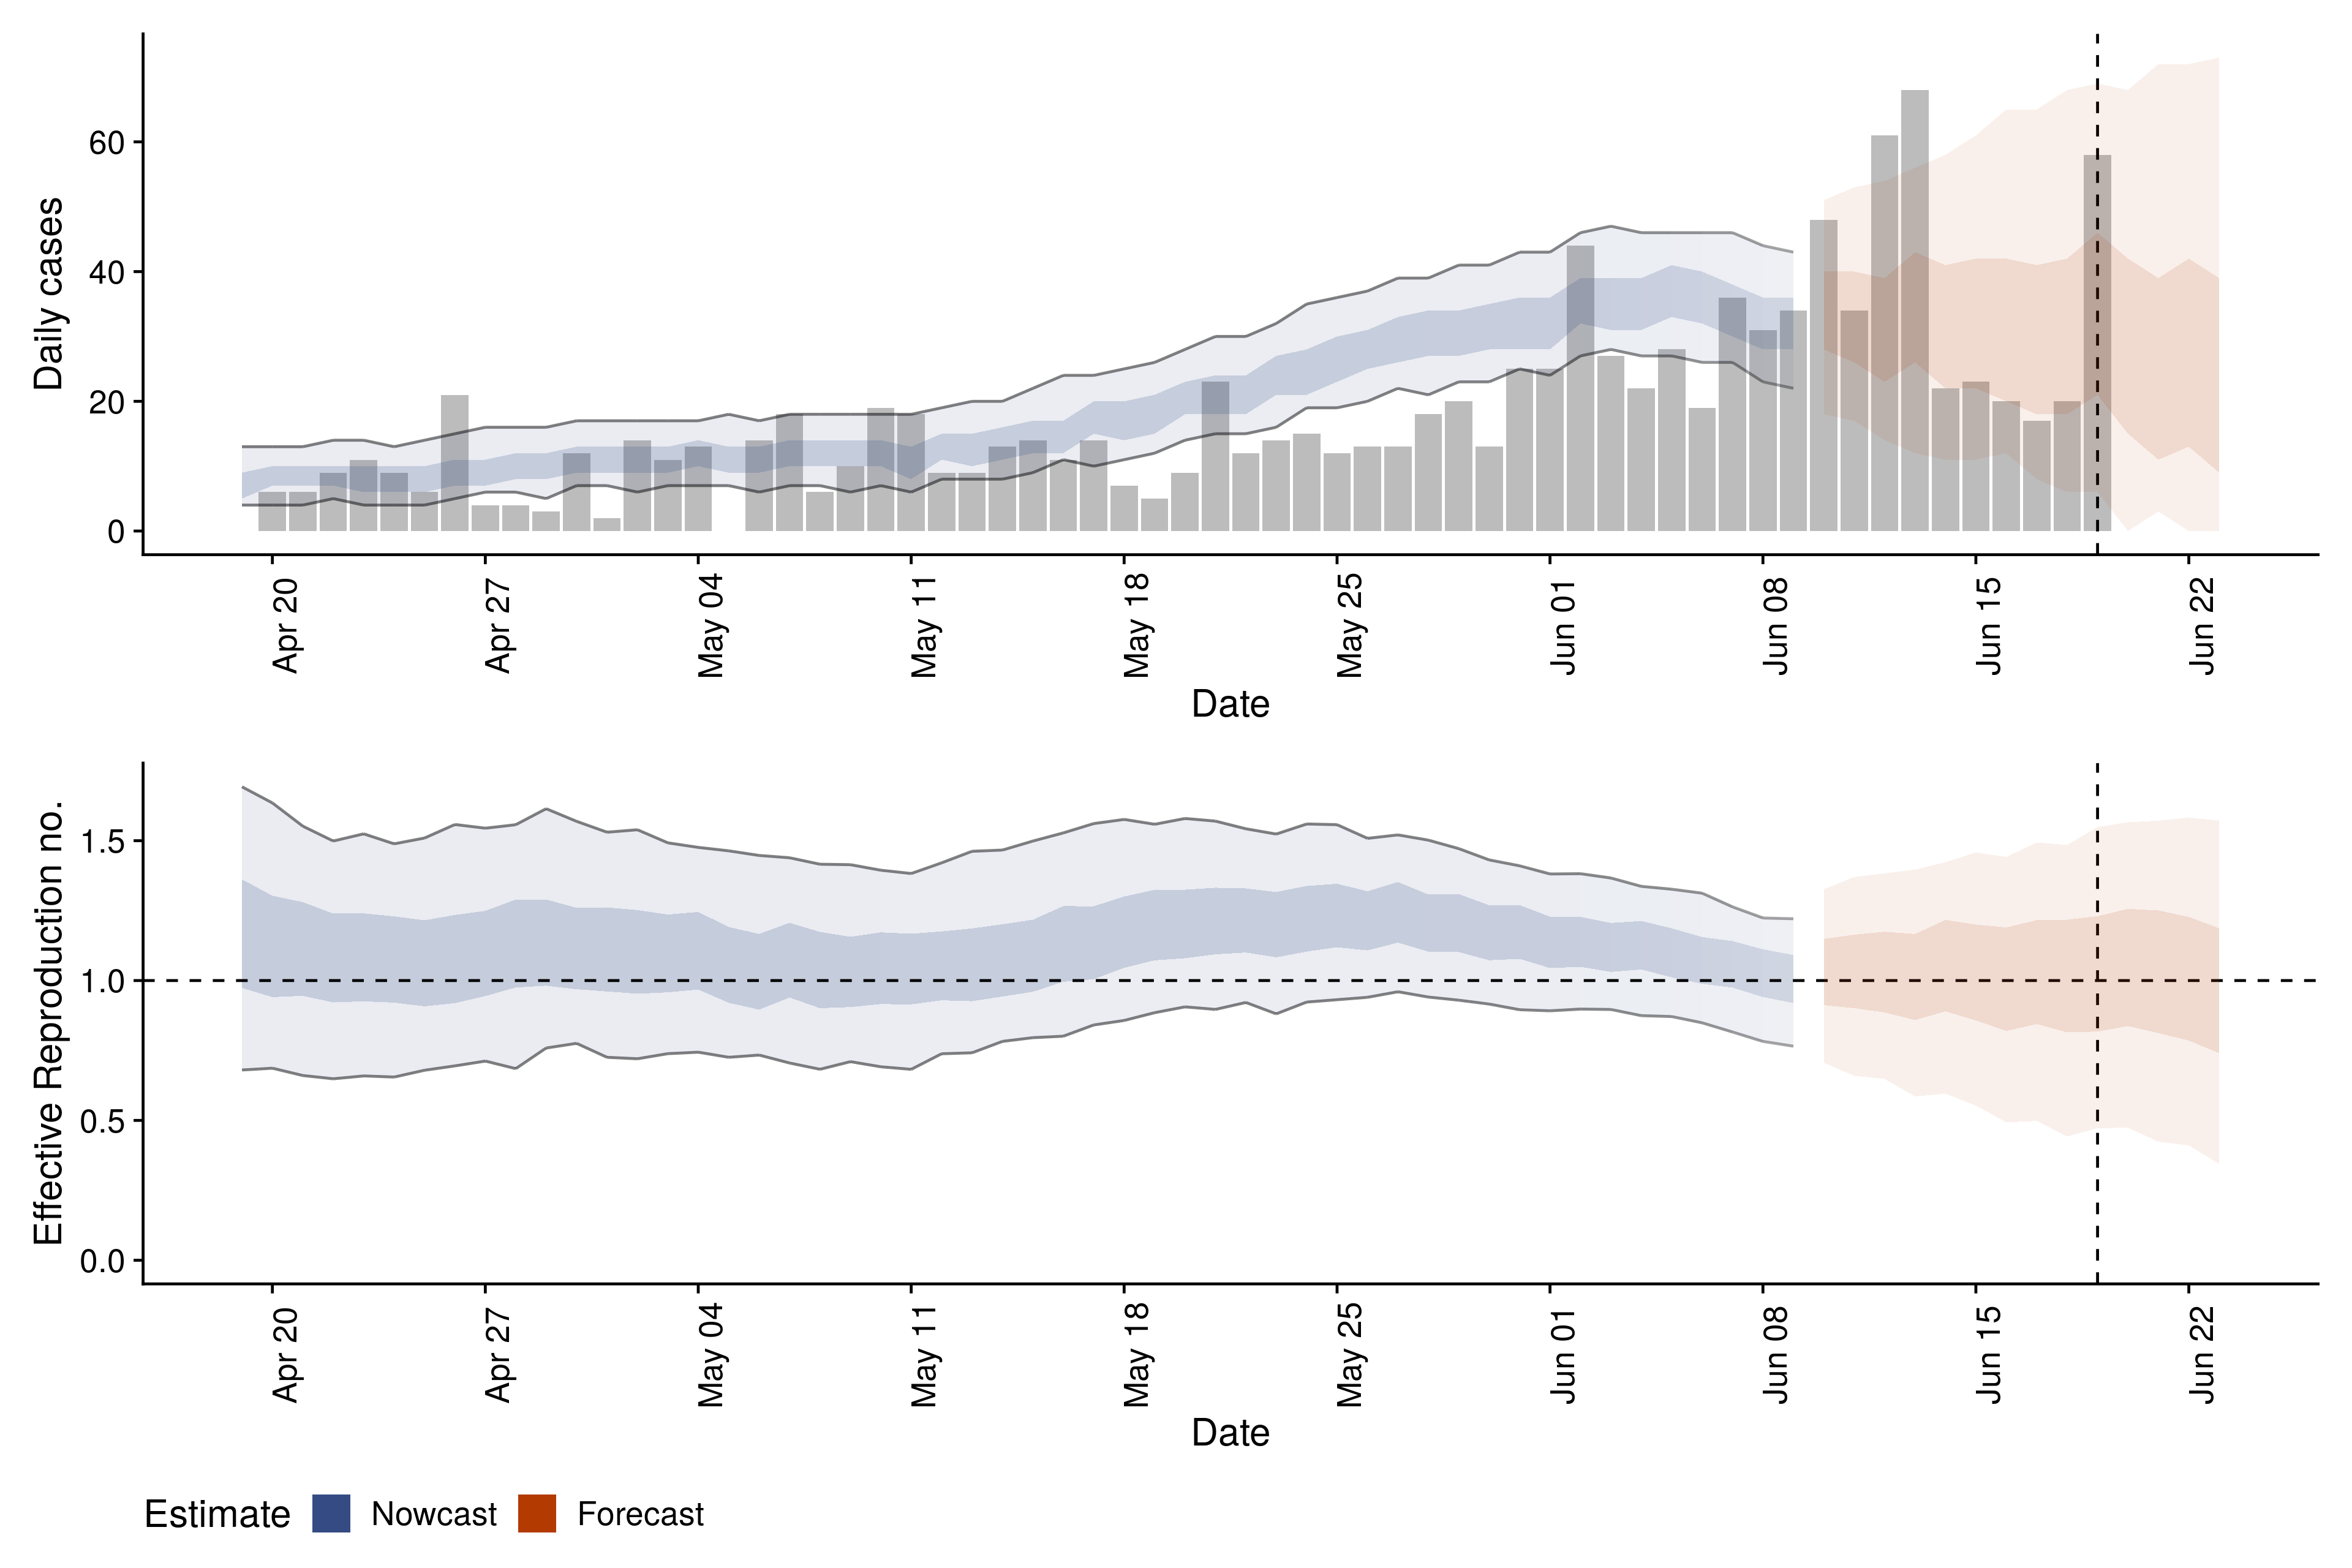 Daily cases
60
40
20
0
Apr 20
Apr 27
May 04
May 11
May 18
May 25
Jun 01
Jun 08
Jun 15
Jun 22
Date
Effective Reproduction no.
1.5
1.0
0.5
0.0
Apr 20
Apr 27
May 04
May 11
May 18
May 25
Jun 01
Jun 08
Jun 15
Jun 22
Date
Estimate Nowcast Forecast